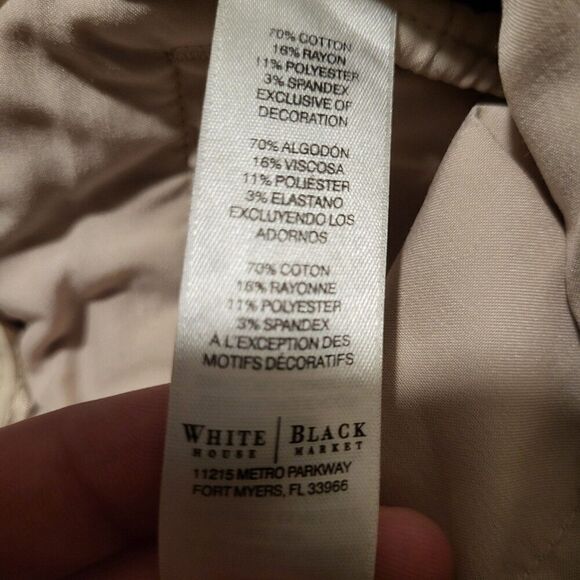 70% COTTON
16% RAYON
11% POLYESTER
3% SPANDEX
EXCLUSIVE OF
DECORATION
70% ALGODÓN
16% VISCOSA
11% POLIÉSTER
3% ELASTANO
EXCLUYENDO LOS
ADORNOS
70% COTON
16% RAYONNE
11% POLYESTER
3% SPANDEX
A L'EXCEPTION DES
MOTIFS DÉCORATIFS
WHITE | BLACK
HOUSE | MARKET
11215 METRO PARKWAY
FORT MYERS, FL 33966